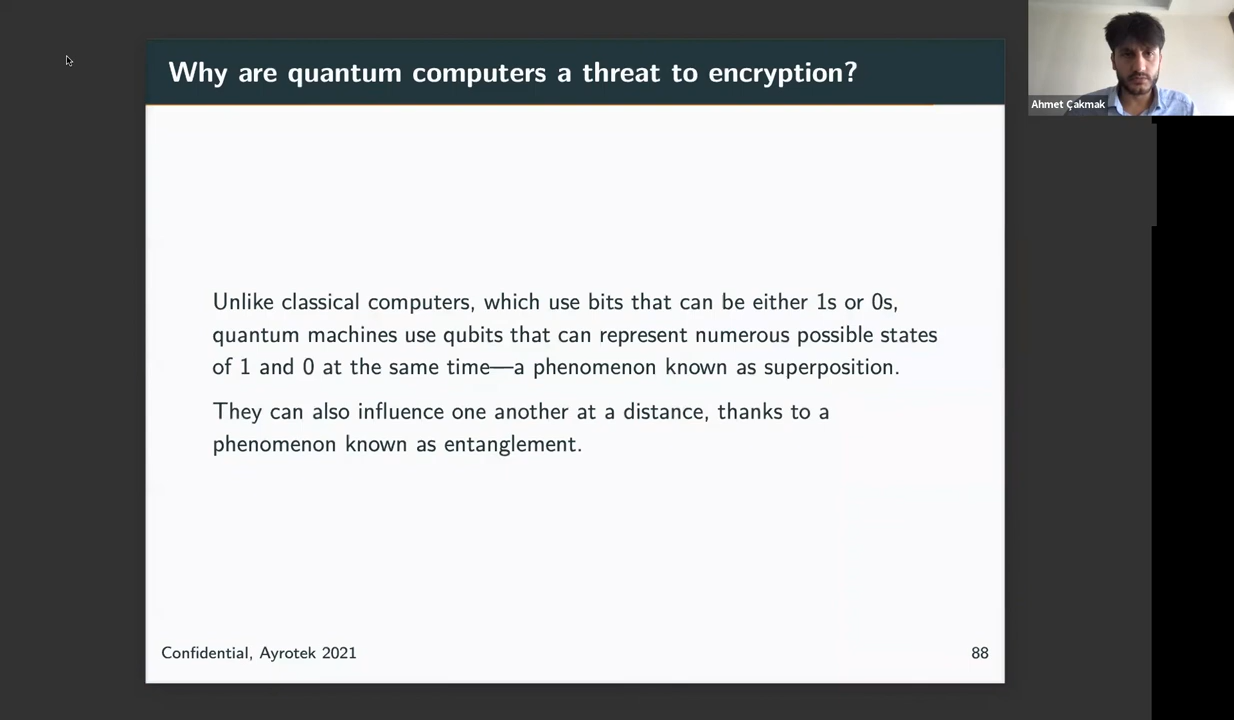 Why are quantum computers a threat to encryption?
Ahmet Çakmak
Unlike classical computers, which use bits that can be either 1s or 0s,
quantum machines use qubits that can represent numerous possible states
of 1 and 0 at the same time—a phenomenon known as superposition.
They can also influence one another at a distance, thanks to a
phenomenon known as entanglement.
Confidential, Ayrotek 2021
88